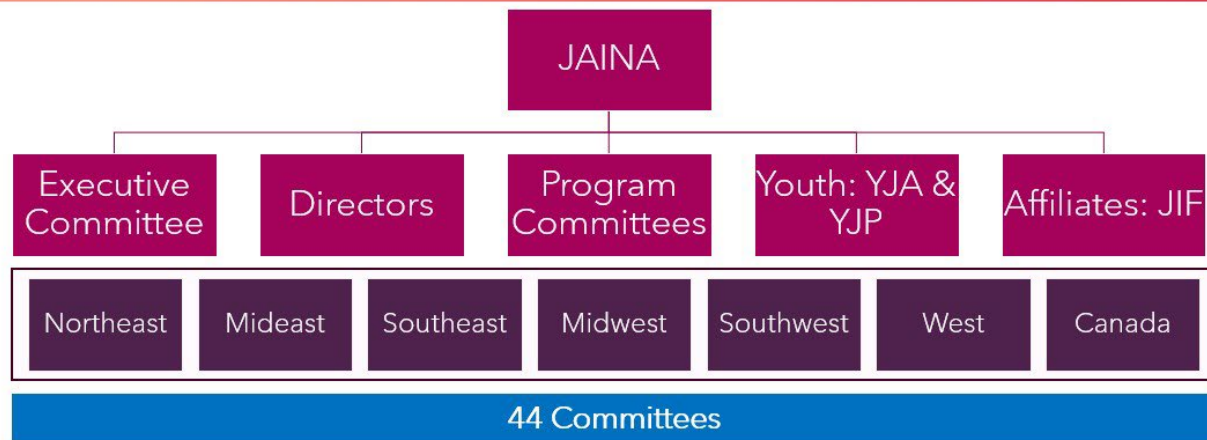 JAINA
Executive
Committee
Directors
Program
Committees
Youth: YJA &
YJP
Affiliates: JIF
Northeast
Mideast
Southeast
Midwest
Southwest
West
Canada
44 Committees